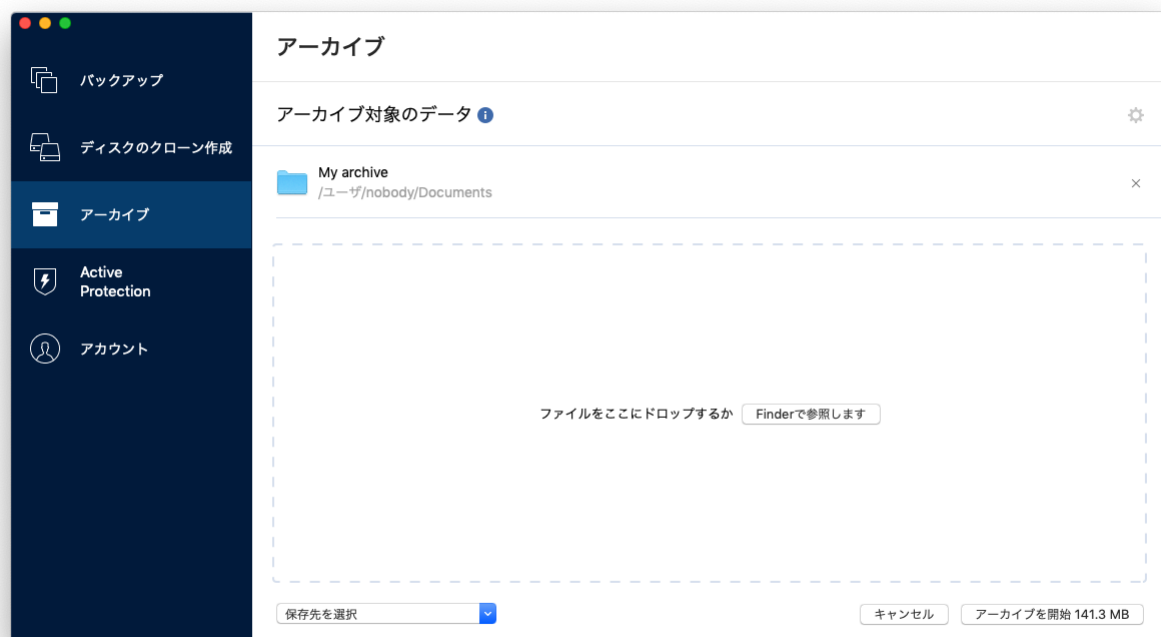 アーカイブ
バックアップ
アーカイブ対象のデータ
ディスクのクローン作成
My archive
/ユーザ/nobody/Documents
アーカイブ
Active
Protection
アカウント
ファイルをここにドロップするか Finderで参照します
保存先を選択 キャンセル アーカイブを開始 141.3 MB